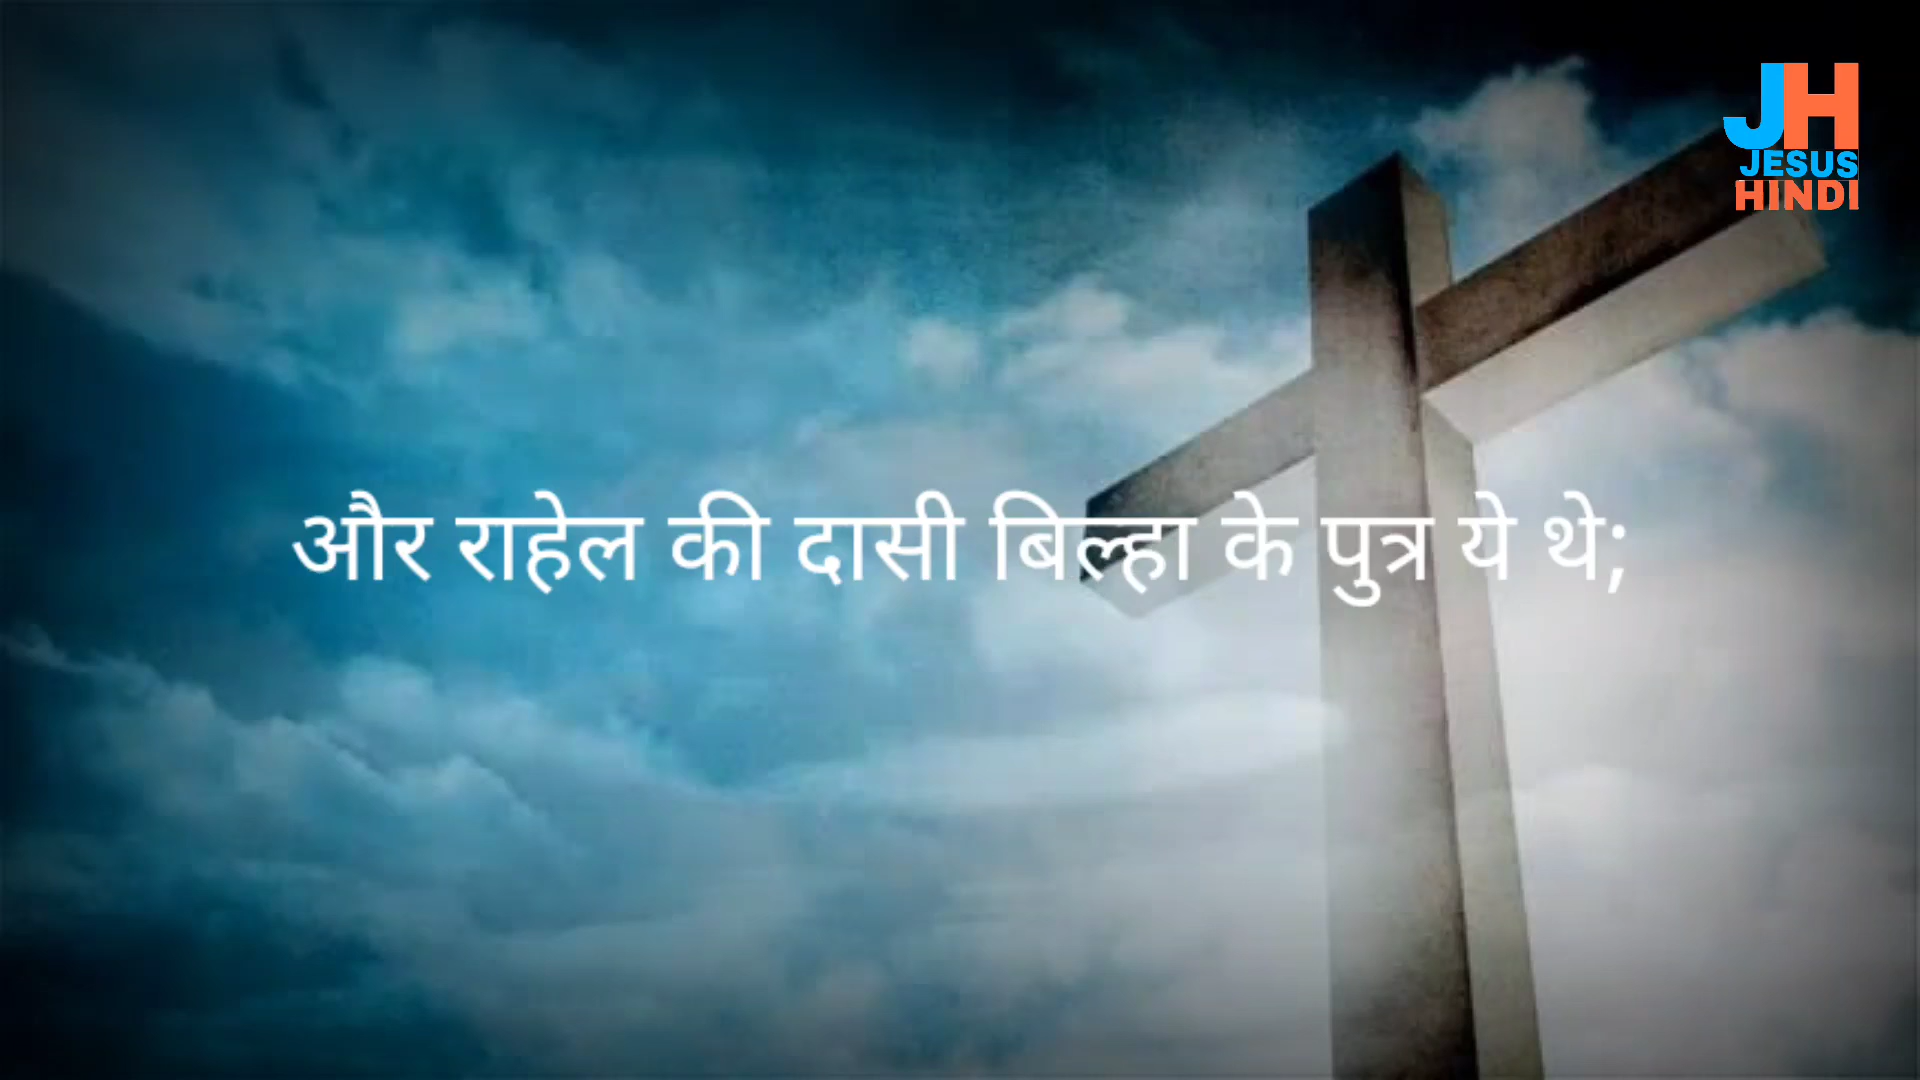 JH
JESUS
HINDI
और राहेल की दासी बिल्हा के पुत्र ये थे;